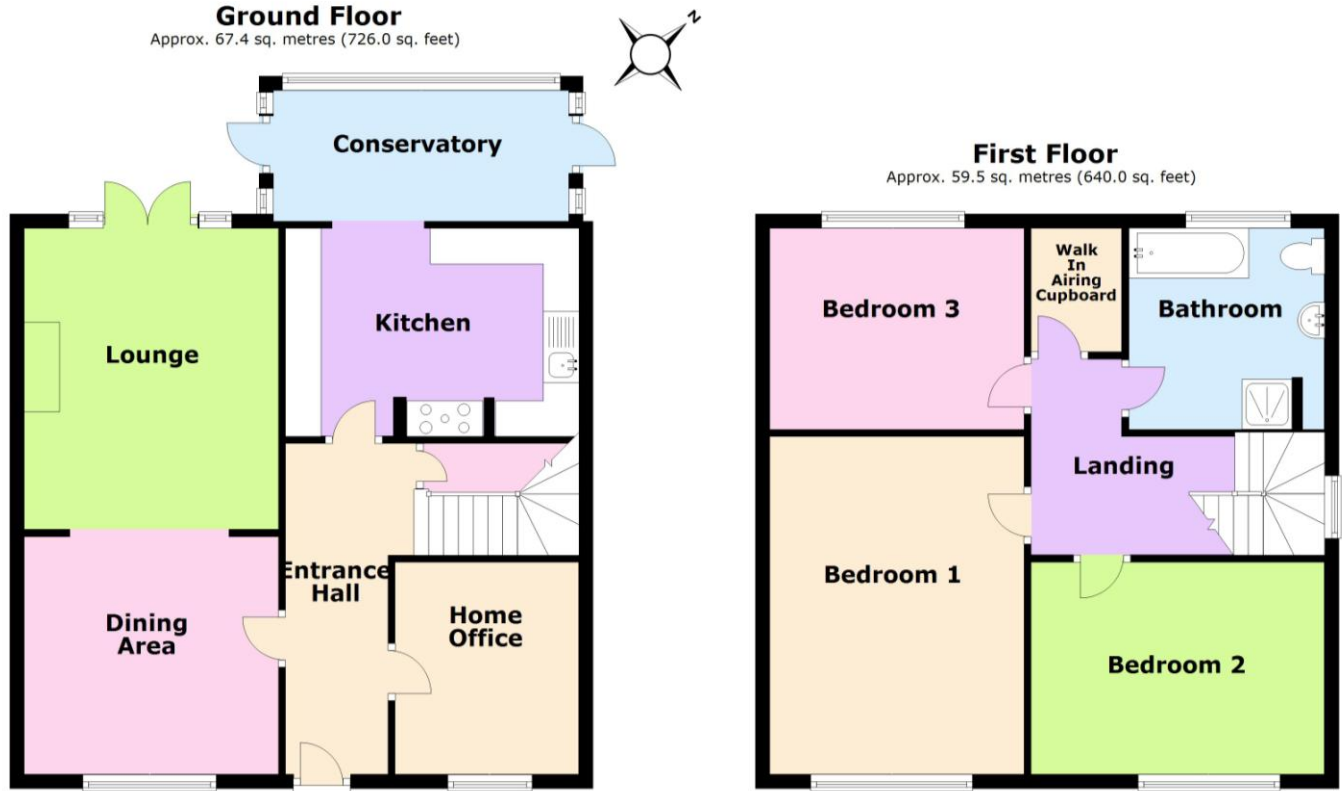 Ground Floor
Approx. 67.4 sq. metres (726.0 sq. feet)
N
Conservatory
Kitchen
Lounge
Entrance
Hall
Dining
Area
Home
Office
First Floor
Approx. 59.5 sq. metres (640.0 sq. feet)
Walk
In
Airing
Cupboard
Bedroom 3
Bathroom
Landing
Bedroom 1
Bedroom 2